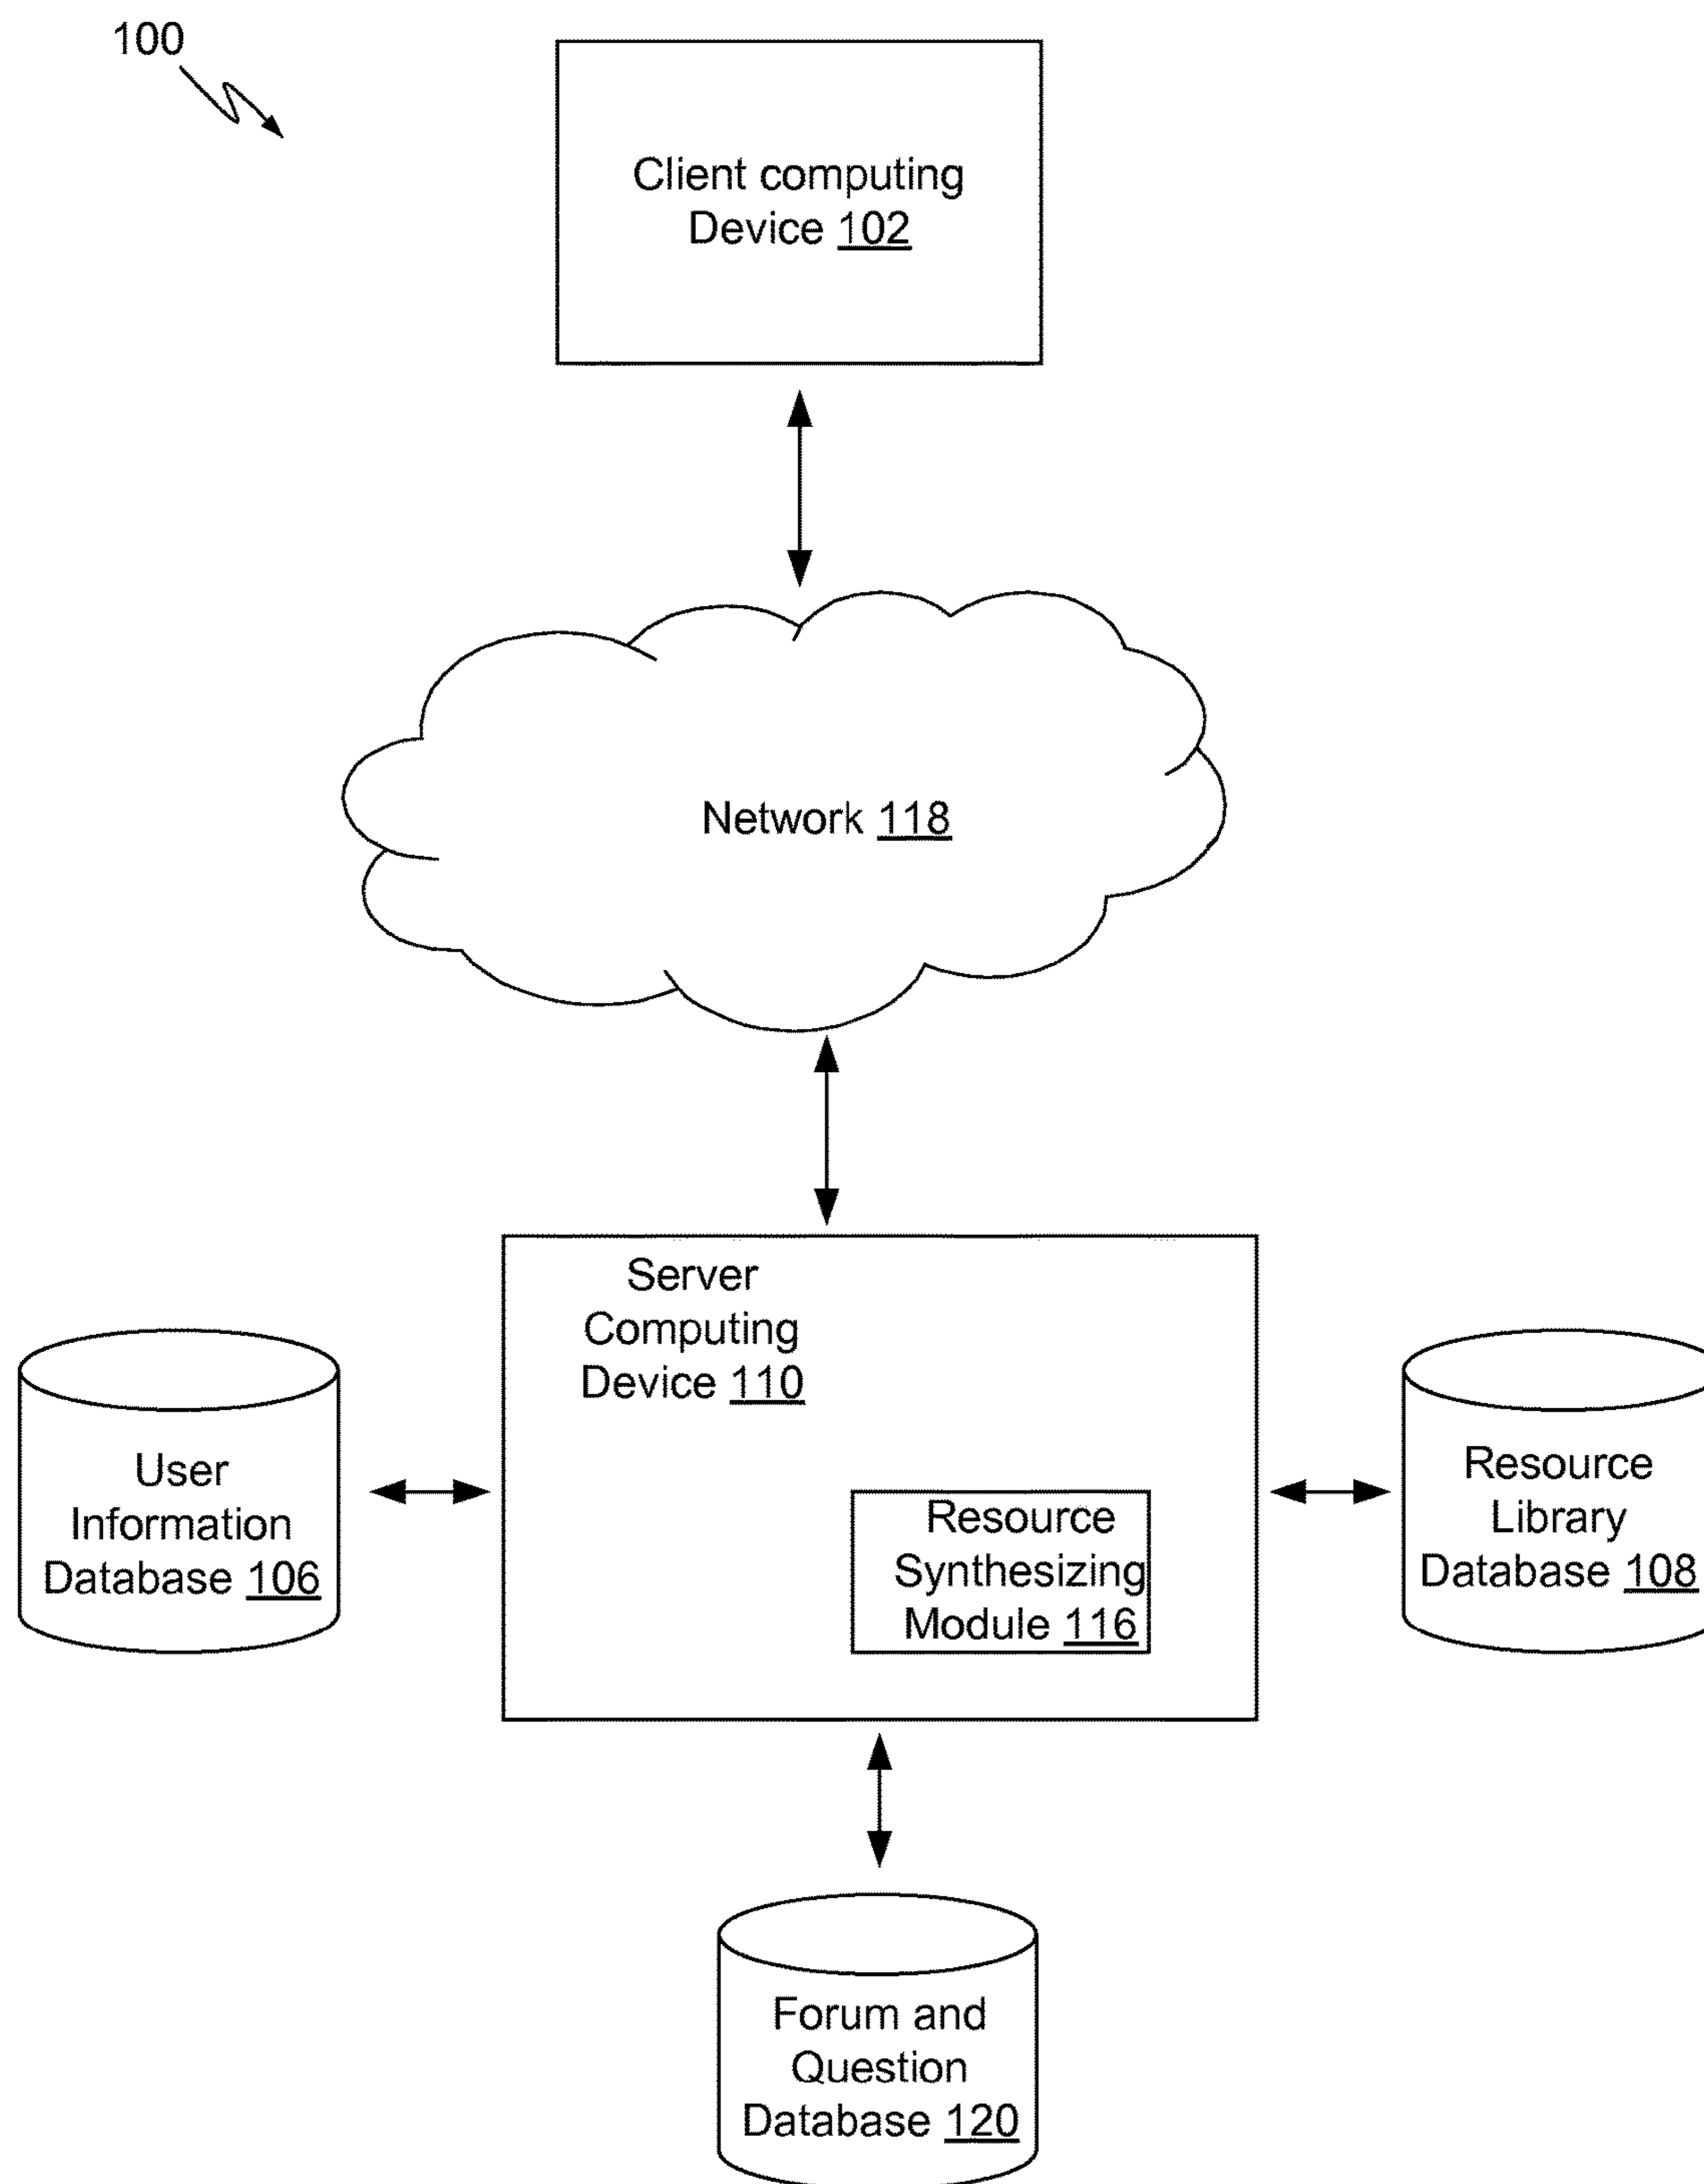 100
Client computing
Device 102
Network 118
Server
Computing
Device 110
User
Information
Database 106
Resource
Synthesizing
Module 116
Resource
Library
Database 108
Forum and
Question
Database 120